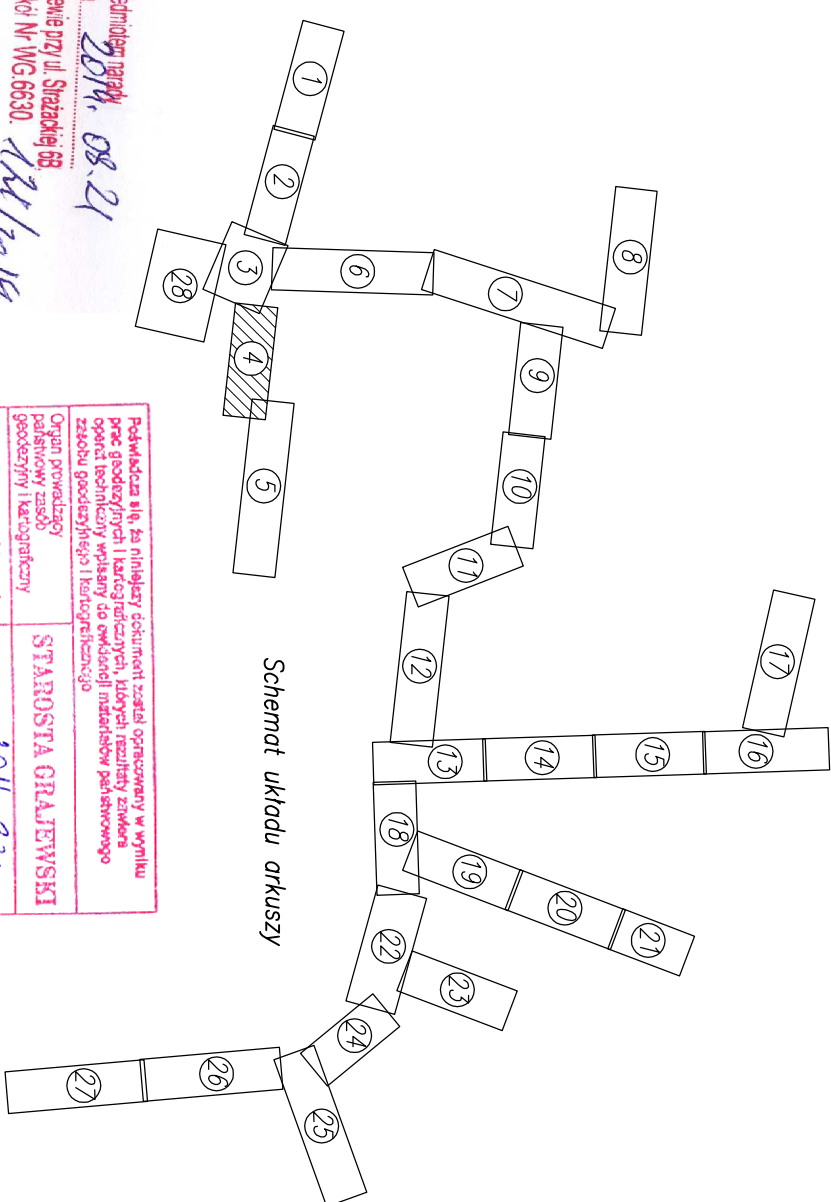 edmiotem narady
2014. 08. 21
ewie przy ul. Strażackiej 6B,
kół Nr WG.6630.
1
2
3
4
5
6
7
8
9
10
11
12
13
14
15
16
17
18
19
20
21
22
23
24
25
26
27
28
Schemat układu arkuszy
Poświadcza się, że niniejszy dokument został opracowany w wyniku
prac geodezyjnych i kartograficznych, których rezultaty zawiera
operat techniczny wpisany do ewidencji materiałów państwowego
zasobu geodezyjnego i kartograficznego
Organ prowadzący
państwowy zasób
geodezyjny i kartograficzny
STAROSTA GRAJEWSKI